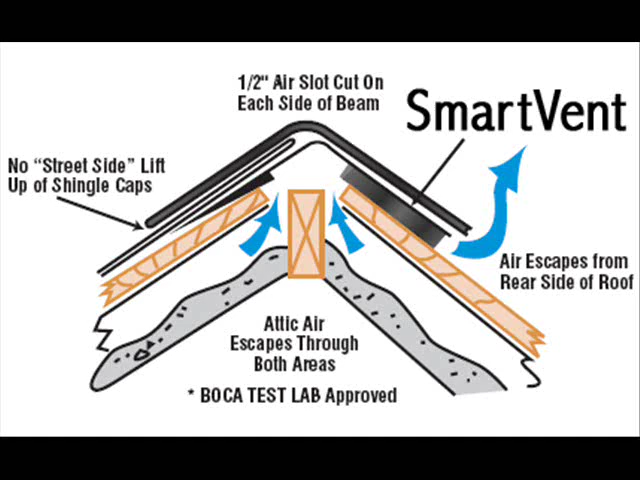 1/2" Air Slot Cut On
Each Side of Beam
SmartVent
No “Street Side” Lift
Up of Shingle Caps
Air Escapes from
Rear Side of Roof
Attic Air
Escapes Through
Both Areas
* BOCA TEST LAB Approved